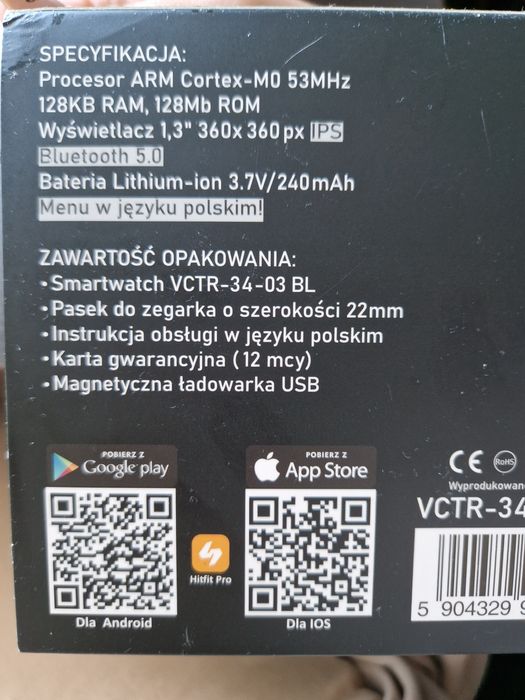 SPECYFIKACJA:
Procesor ARM Cortex-M0 53MHz
128KB RAM, 128Mb ROM
Wyświetlacz 1,3" 360x360px IPS
Bluetooth 5.0
Bateria Lithium-ion 3.7V/240mAh
Menu w języku polskim!
ZAWARTOŚĆ OPAKOWANIA:
•Smartwatch VCTR-34-03 BL
•Pasek do zegarka o szerokości 22mm
•Instrukcja obsługi w języku polskim
•Karta gwarancyjna (12 mcy)
•Magnetyczna ładowarka USB
POBIERZ Z
Google play
Dla Android
Hitfit Pro
POBIERZ Z
App Store
Dla IOS
CE RoHS
Wyprodukowano
VCTR-34
5 904329 9